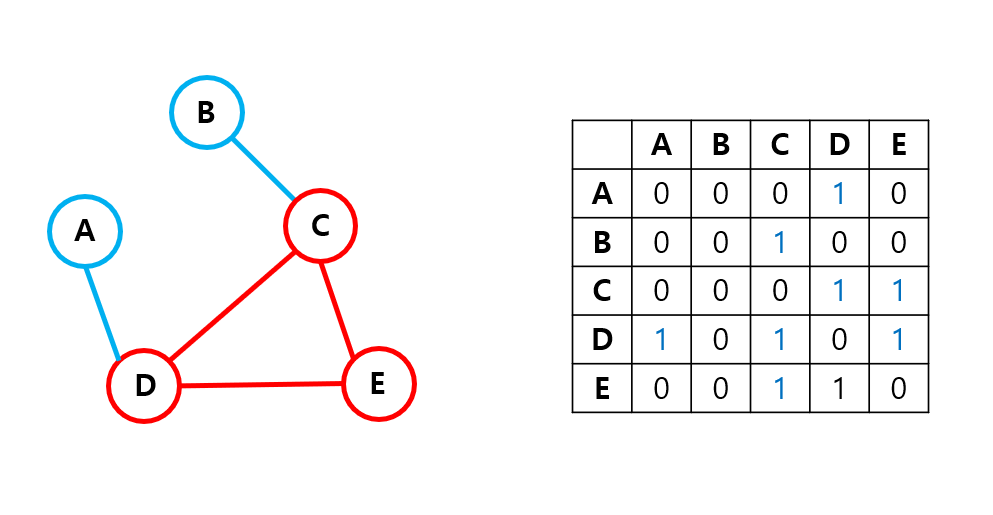 B
A
C
D
E
A B C D E
A 0 0 0 1 0
B 0 0 1 0 0
C 0 0 0 1 1
D 1 0 1 0 1
E 0 0 1 1 0